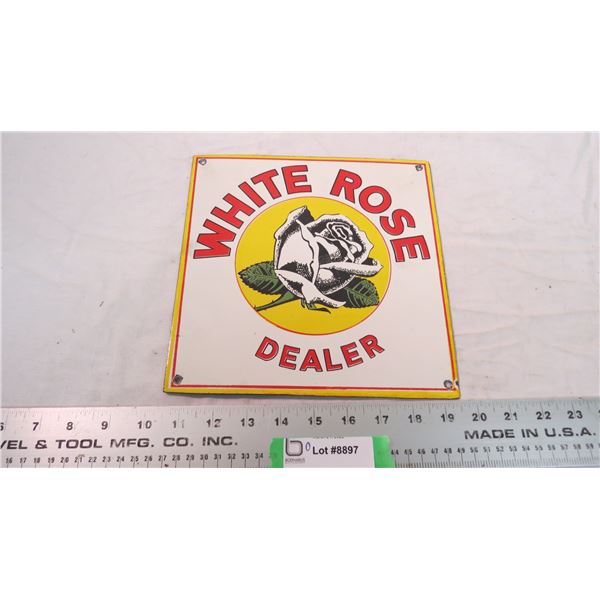 WHITE ROSE
DEALER
6 7 8 9 10 11 12 13 14 15 16 17 18 19 20 21 22 23
VEL & TOOL MFG. CO. INC.
MADE IN U.S.A.
0 Lot #8897